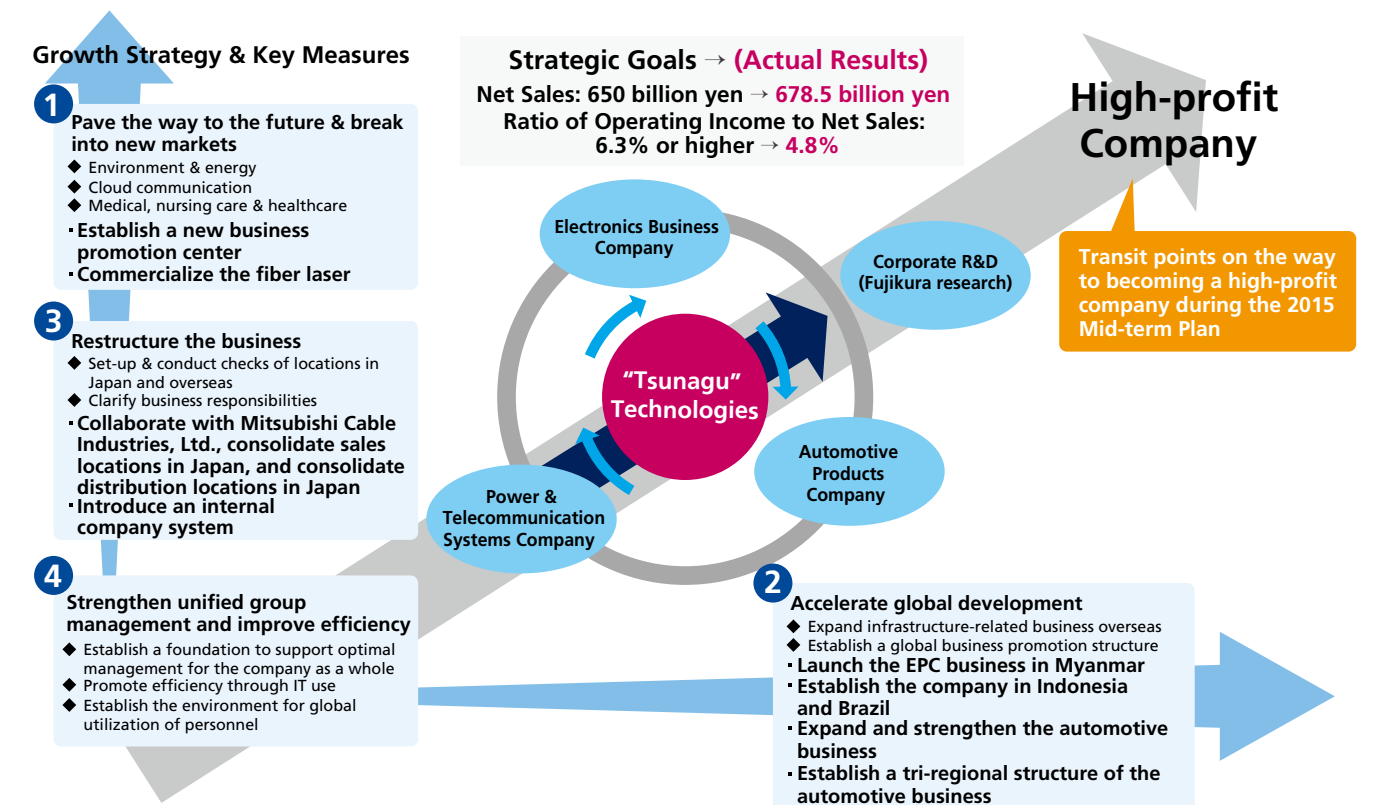 Growth Strategy & Key Measures
1
Pave the way to the future & break
into new markets
◆ Environment & energy
◆ Cloud communication
◆ Medical, nursing care & healthcare
· Establish a new business
promotion center
· Commercialize the fiber laser
3
Restructure the business
◆ Set-up & conduct checks of locations in
Japan and overseas
◆ Clarify business responsibilities
· Collaborate with Mitsubishi Cable
Industries, Ltd., consolidate sales
locations in Japan, and consolidate
distribution locations in Japan
· Introduce an internal
company system
4
Strengthen unified group
management and improve efficiency
◆ Establish a foundation to support optimal
management for the company as a whole
◆ Promote efficiency through IT use
◆ Establish the environment for global
utilization of personnel
Strategic Goals → (Actual Results)
Net Sales: 650 billion yen → 678.5 billion yen
Ratio of Operating Income to Net Sales:
6.3% or higher → 4.8%
High-profit
Company
Transit points on the way
to becoming a high-profit
company during the 2015
Mid-term Plan
Electronics Business
Company
Corporate R&D
(Fujikura research)
"Tsunagu"
Technologies
Automotive
Products
Company
Power &
Telecommunication
Systems Company
2
Accelerate global development
◆ Expand infrastructure-related business overseas
◆ Establish a global business promotion structure
· Launch the EPC business in Myanmar
· Establish the company in Indonesia
and Brazil
· Expand and strengthen the automotive
business
· Establish a tri-regional structure of the
automotive business